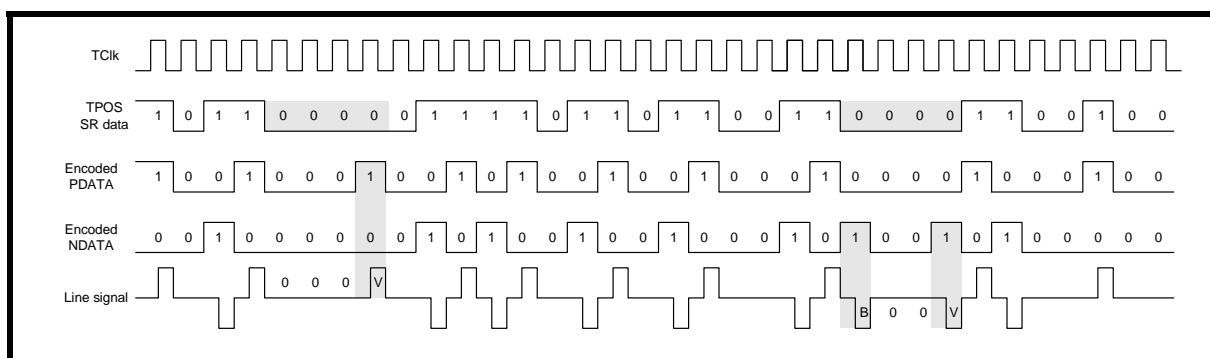 TClk
TPOS
SR data
1 0 1 1 0 0 0 0 0 1 1 1 1 0 1 1 0 1 1 0 0 1 1 0 0 0 0 1 1 0 0 1 0 0
Encoded
PDATA
1 0 0 1 0 0 0 1 0 0 1 0 1 0 0 1 0 0 1 0 0 0 1 0 0 0 0 1 0 0 0 1 0 0
Encoded
NDATA
0 0 1 0 0 0 0 0 0 1 0 1 0 0 1 0 0 1 0 0 0 1 0 1 0 0 1 0 1 0 0 0 0 0
Line signal
0 0 0 V
B 0 0 V